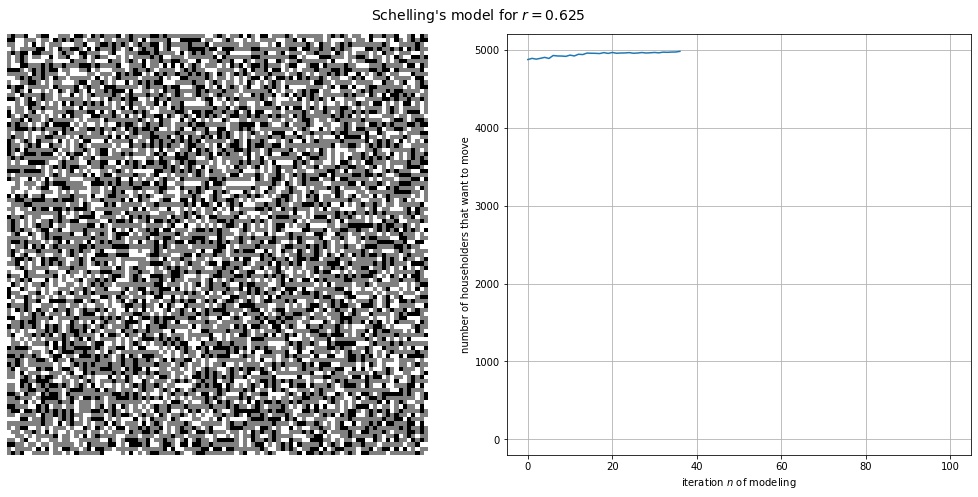 Schelling's model for r = 0.625
number of householders that want to move
5000
4000
3000
2000
1000
0
0 20 40 60 80 100
iteration n of modeling